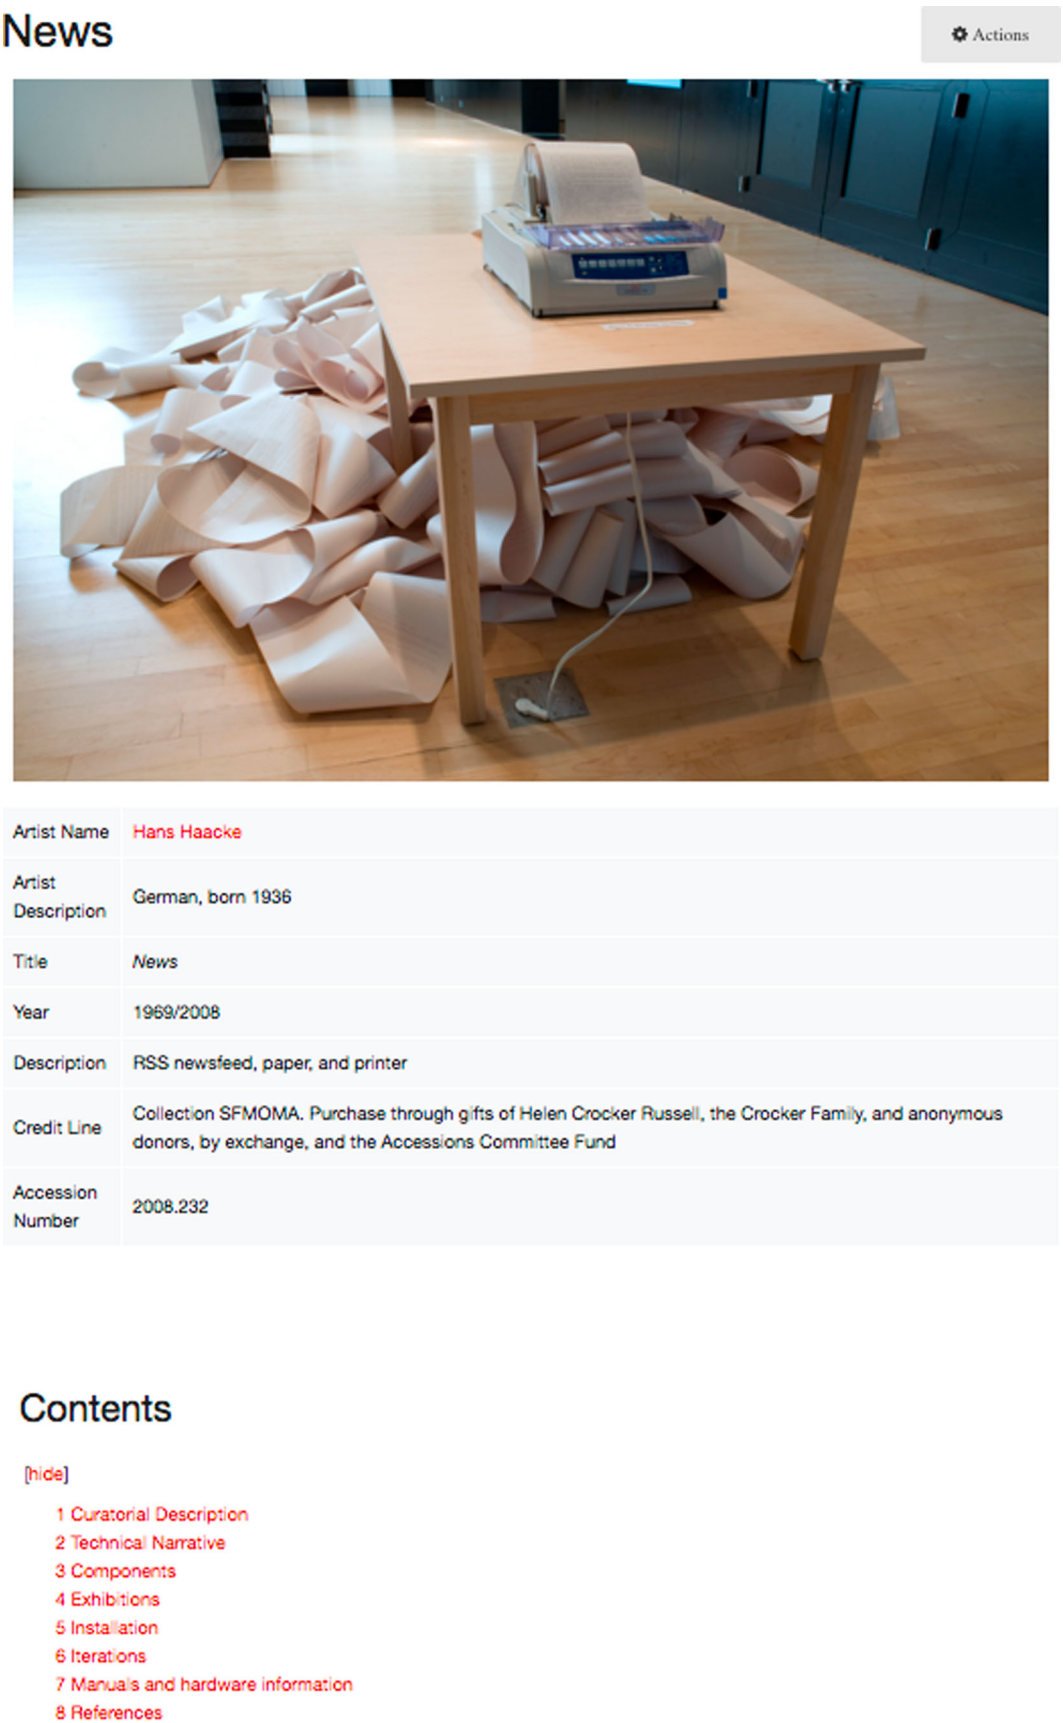 News
Actions
Artist Name Hans Haacke
Artist
Description
German, born 1936
Title News
Year 1969/2008
Description RSS newsfeed, paper, and printer
Credit Line
Collection SFMOMA. Purchase through gifts of Helen Crocker Russell, the Crocker Family, and anonymous
donors, by exchange, and the Accessions Committee Fund
Accession
Number
2008.232
Contents
[hide]
1 Curatorial Description
2 Technical Narrative
3 Components
4 Exhibitions
5 Installation
6 Iterations
7 Manuals and hardware information
8 References